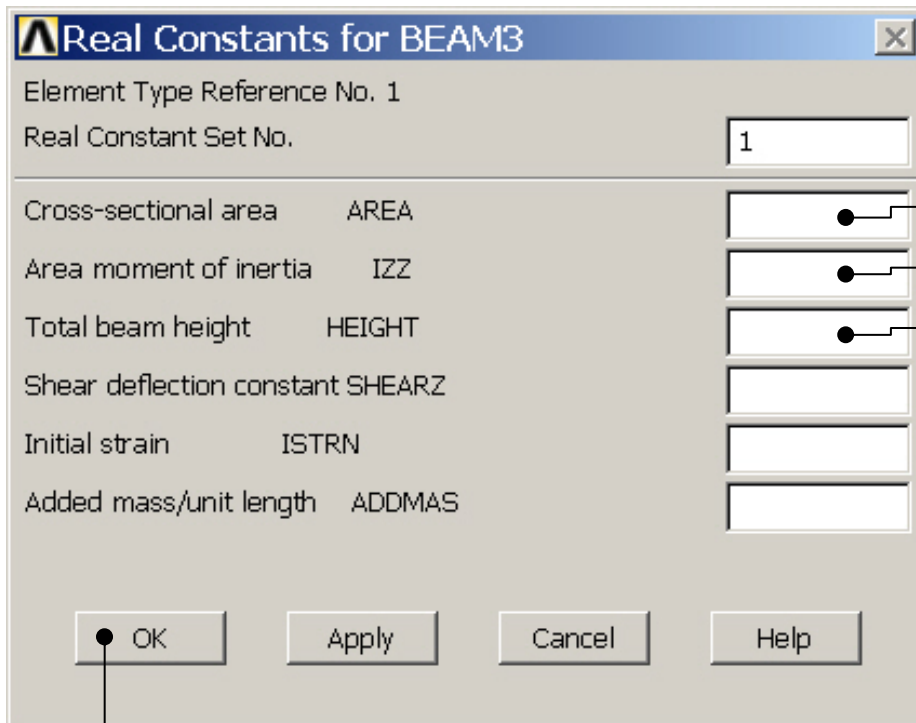 Real Constants for BEAM3
Element Type Reference No. 1
Real Constant Set No. 1
Cross-sectional area AREA
Area moment of inertia IZZ
Total beam height HEIGHT
Shear deflection constant SHEARZ
Initial strain ISTRN
Added mass/unit length ADDMAS
OK Apply Cancel Help